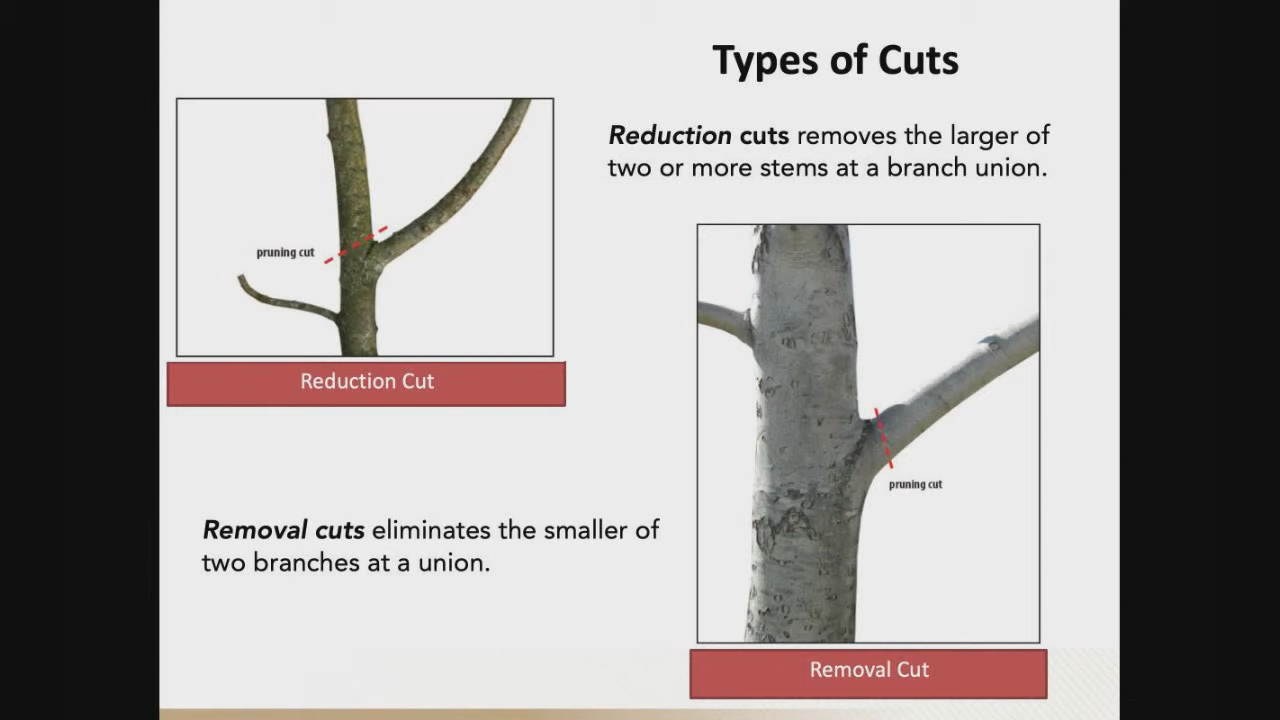 Types of Cuts
Reduction cuts removes the larger of
two or more stems at a branch union.
pruning cut
Reduction Cut
pruning cut
Removal cuts eliminates the smaller of
two branches at a union.
Removal Cut